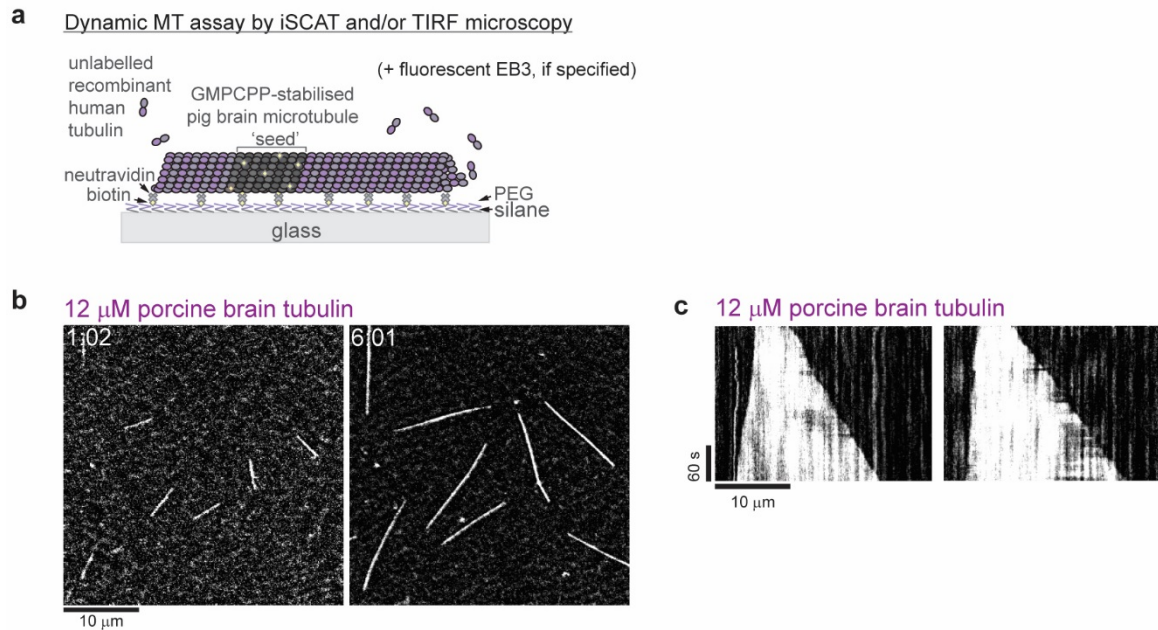 a
Dynamic MT assay by iSCAT and/or TIRF microscopy
unlabelled
recombinant
human
tubulin
(+ fluorescent EB3, if specified)
GMPCPP-stabilised
pig brain microtubule
'seed'
neutravidin
biotin
PEG
silane
glass
b
12 μM porcine brain tubulin
1:02
6:01
10 μm
c
12 μM porcine brain tubulin
60 s
10 μm